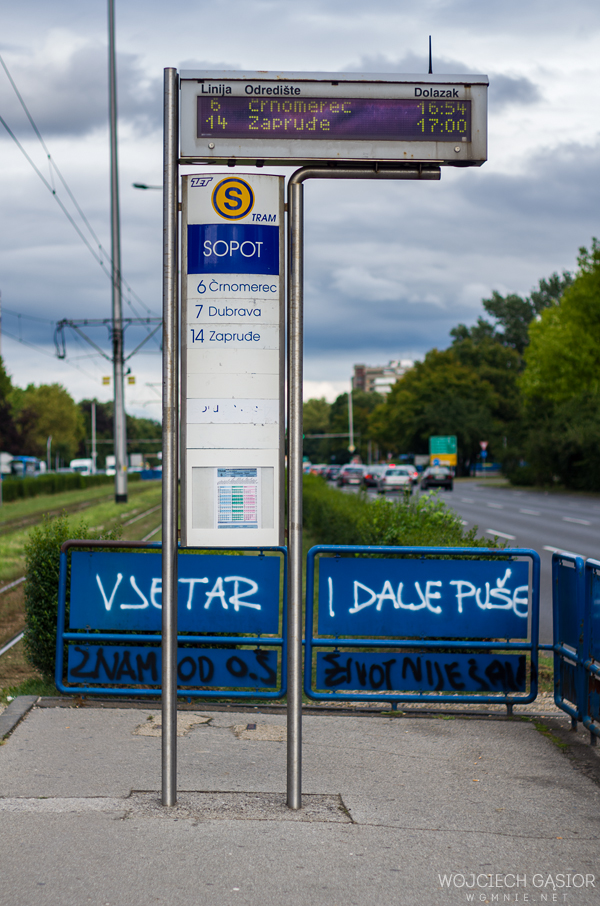 Linija Odredište Dolazak
6 Črnomerec 16:54
14 Zapruđe 17:00
ZET
S
TRAM
SOPOT
6 Črnomerec
7 Dubrava
14 Zapruđe
VJETAR I DALJE PUŠE
ZNAM OD O.Š ŽIVOT NIJE ŠALA
WOJCIECH GĄSIOR
WGMNIE.NET